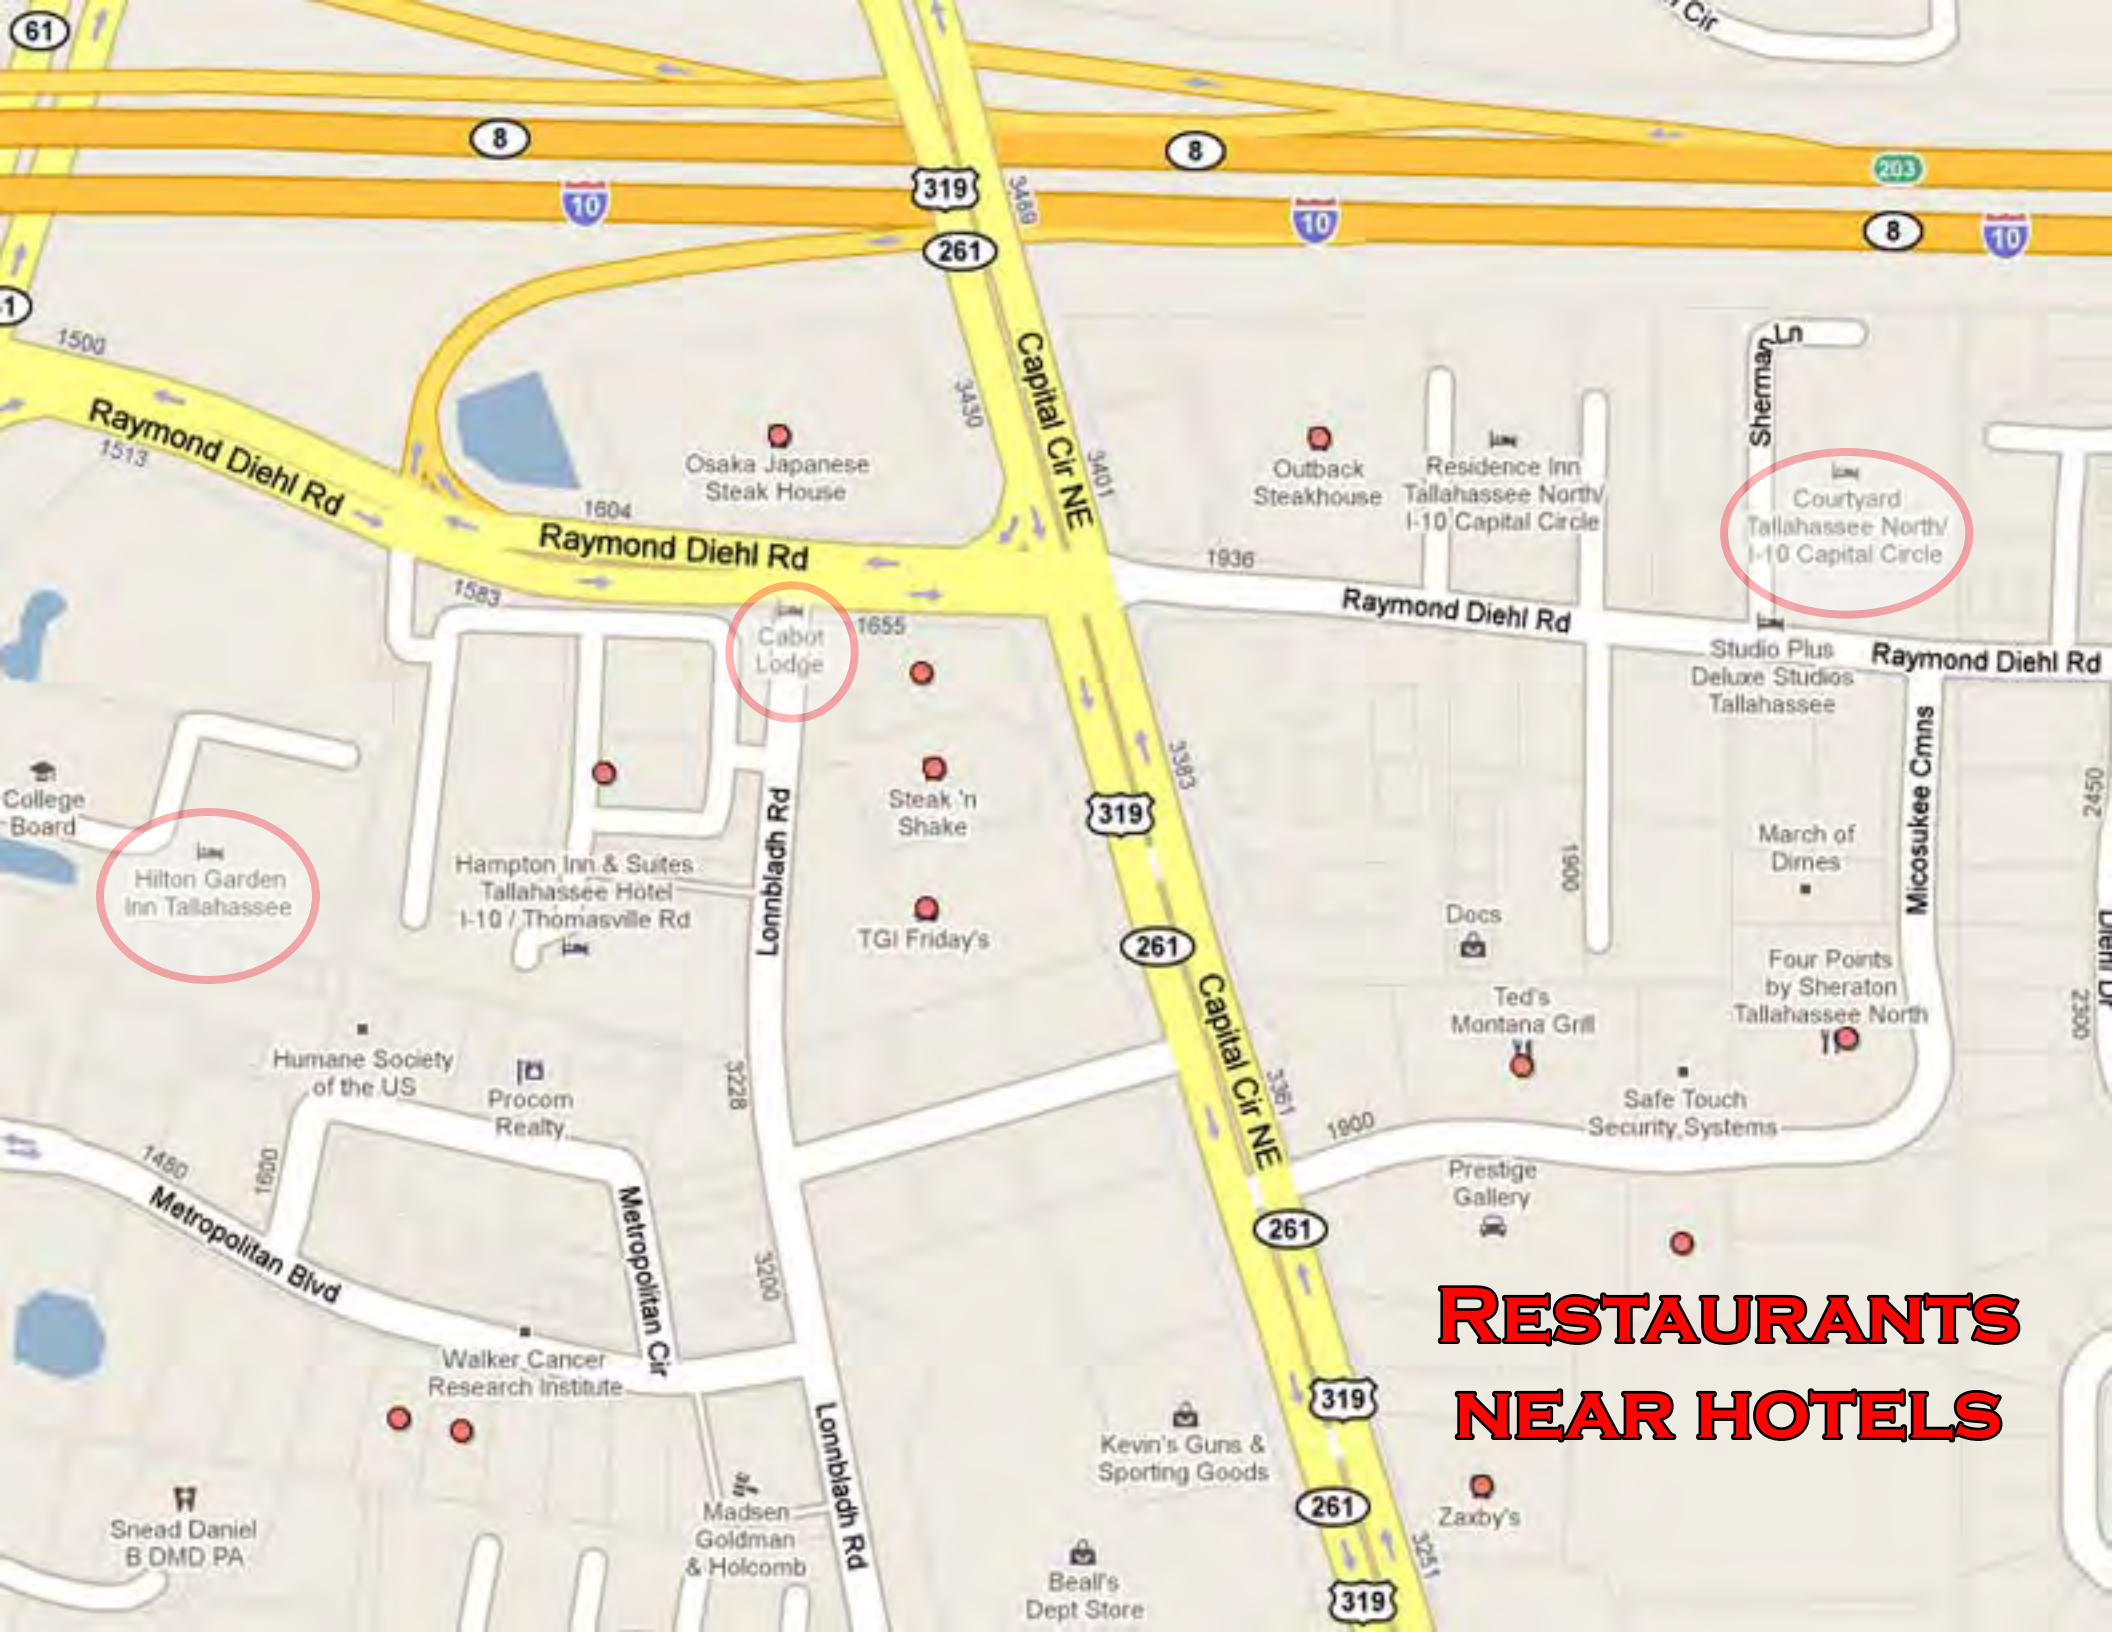 61
n Cir
8
8
203
319
3489
10
10
8
10
261
1
1500
Sherman Ln
Capital Cir NE
3430
3401
Raymond Diehl Rd
1513
Osaka Japanese
Steak House
Outback
Steakhouse
Residence Inn
Tallahassee North/
I-10 Capital Circle
Courtyard
Tallahassee North/
I-10 Capital Circle
1604
Raymond Diehl Rd
1583
1936
Raymond Diehl Rd
Cabot
Lodge
1655
Studio Plus
Deluxe Studios
Tallahassee
Raymond Diehl Rd
Micosukee Cmns
3383
2450
College
Board
Steak 'n
Shake
319
Lonnbladh Rd
March of
Dimes
1900
Hilton Garden
Inn Tallahassee
Hampton Inn & Suites
Tallahassee Hotel
I-10 / Thomasville Rd
TGI Friday's
261
Docs
Diehl Dr
2300
Four Points
by Sheraton
Tallahassee North
Capital Cir NE
3361
Ted's
Montana Grill
Humane Society
of the US
Procom
Realty
3228
1900
Safe Touch
Security Systems
1480
1600
Metropolitan Blvd
Metropolitan Cir
Prestige
Gallery
261
3200
Restaurants
near hotels
Walker Cancer
Research Institute
319
Lonnbladh Rd
Kevin's Guns &
Sporting Goods
261
Zaxby's
3251
Snead Daniel
B DMD PA
Madsen
Goldman
& Holcomb
Beall's
Dept Store
319